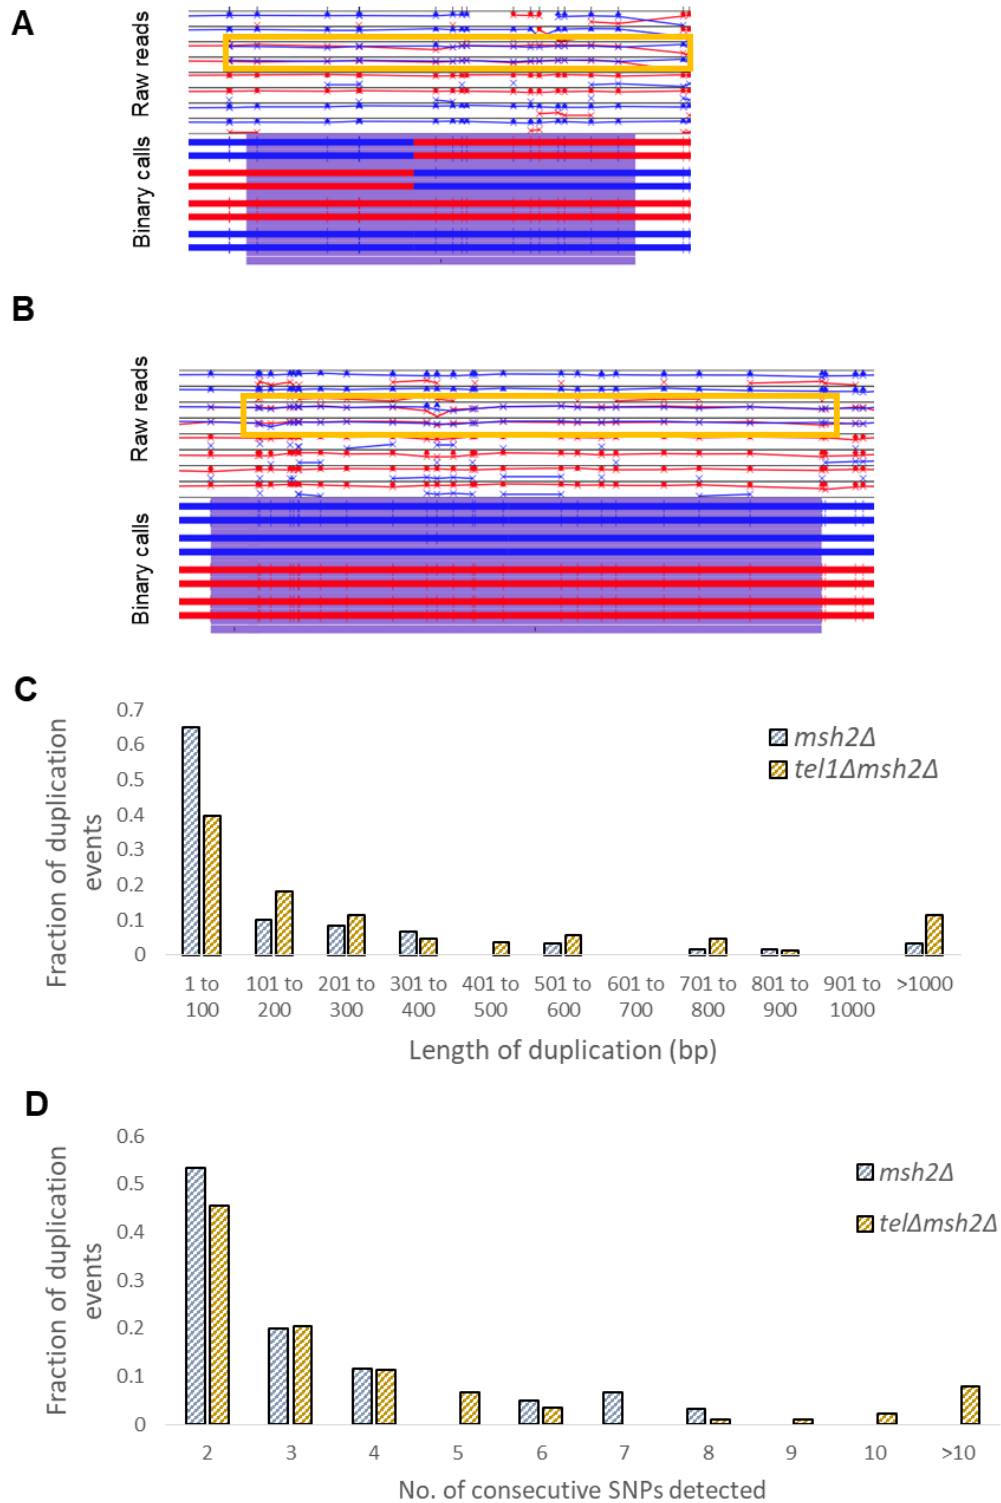 A
Raw reads
Binary calls
B
Raw reads
Binary calls
C
Fraction of duplication
events
0.7
0.6
0.5
0.4
0.3
0.2
0.1
0
msh2Δ
tel1Δmsh2Δ
1 to 101 to 201 to 301 to 401 to 501 to 601 to 701 to 801 to 901 to >1000
100 200 300 400 500 600 700 800 900 1000
Length of duplication (bp)
D
Fraction of duplication
events
0.6
0.5
0.4
0.3
0.2
0.1
0
msh2Δ
telΔmsh2Δ
2 3 4 5 6 7 8 9 10 >10
No. of consecutive SNPs detected